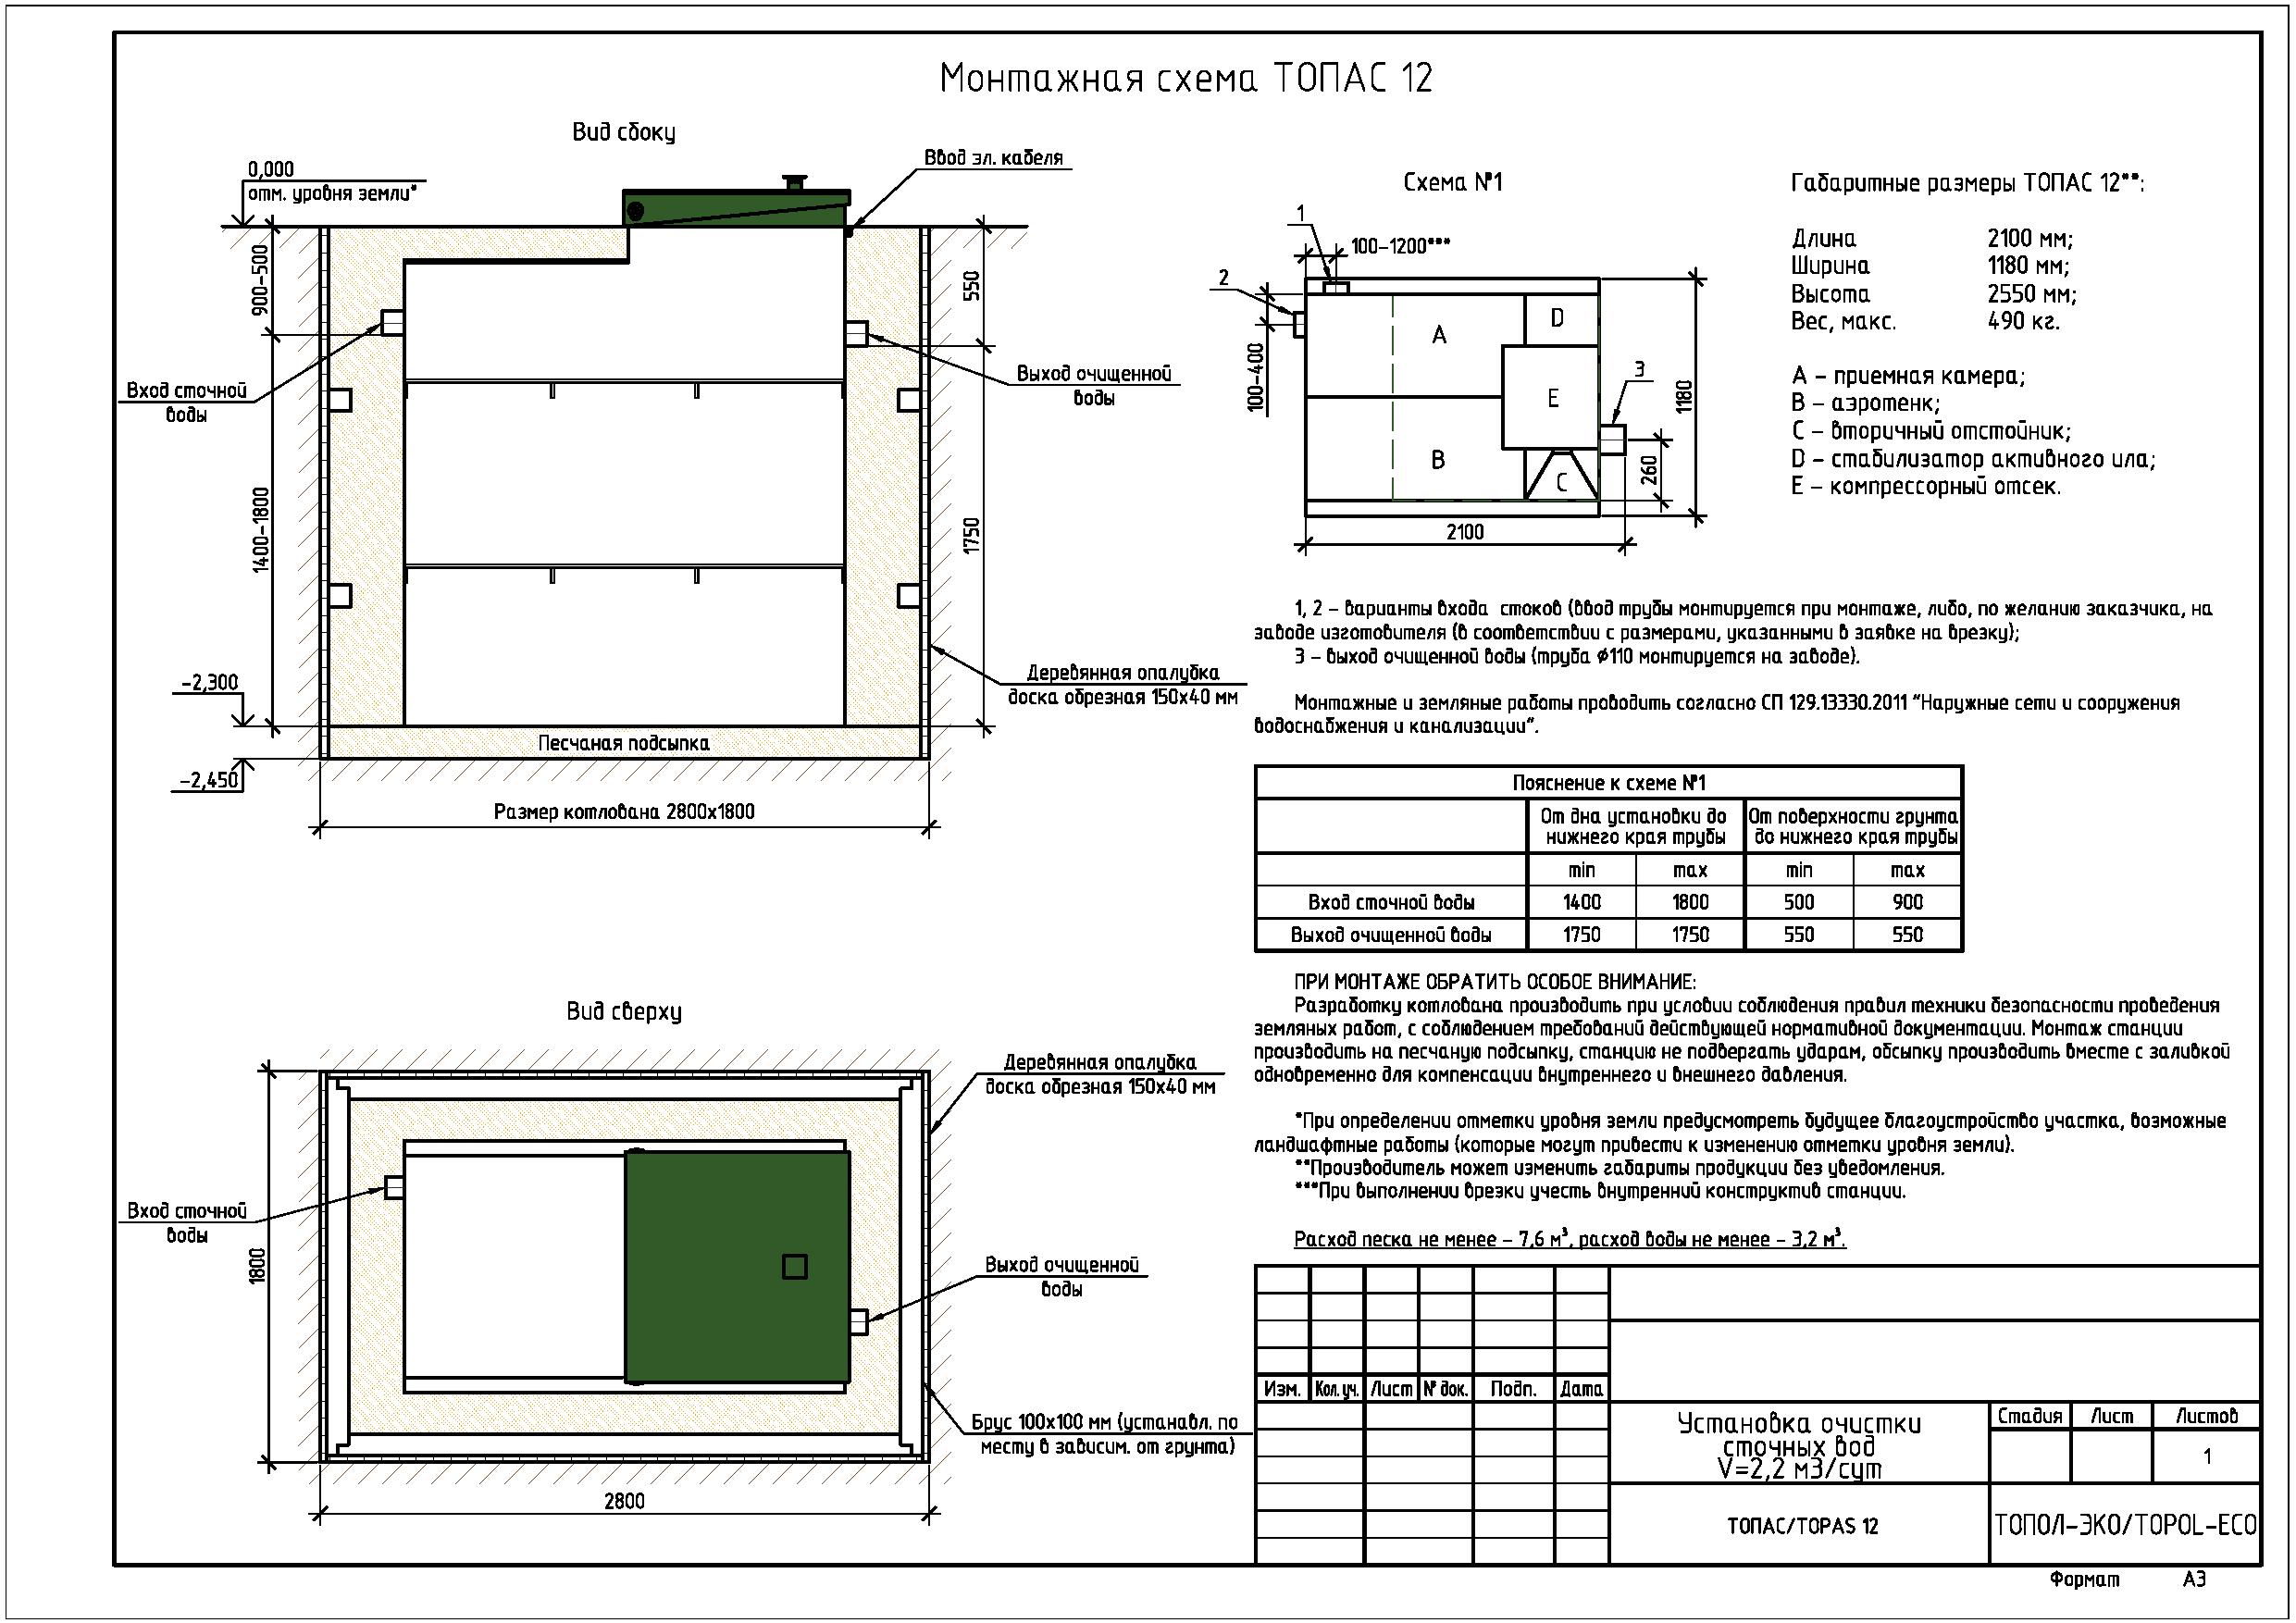 Монтажная схема ТОПАС 12
Вид сбоку
0,000
отм. уровня земли*
Ввод эл. кабеля
900-500
550
Вход сточной
воды
Выход очищенной
воды
1400-1800
1750
-2,300
Деревянная опалубка
доска обрезная 150х40 мм
Песчаная подсыпка
-2,450
Размер котлована 2800х1800
Схема №1
1
100-1200***
2
A
D
100-400
3
E
1180
B
C
260
2100
Габаритные размеры ТОПАС 12**:
Длина 2100 мм;
Ширина 1180 мм;
Высота 2550 мм;
Вес, макс. 490 кг.
A – приемная камера;
B – аэротенк;
C – вторичный отстойник;
D – стабилизатор активного ила;
E – компрессорный отсек.
1, 2 – варианты входа стоков (ввод трубы монтируется при монтаже, либо, по желанию заказчика, на
заводе изготовителя (в соответствии с размерами, указанными в заявке на врезку);
3 – выход очищенной воды (труба φ110 монтируется на заводе).
Монтажные и земляные работы проводить согласно СП 129.13330.2011 “Наружные сети и сооружения
водоснабжения и канализации“.
Пояснение к схеме №1
От дна установки до От поверхности грунта
нижнего края трубы до нижнего края трубы
min max min max
Вход сточной воды 1400 1800 500 900
Выход очищенной воды 1750 1750 550 550
ПРИ МОНТАЖЕ ОБРАТИТЬ ОСОБОЕ ВНИМАНИЕ:
Разработку котлована производить при условии соблюдения правил техники безопасности проведения
земляных работ, с соблюдением требований действующей нормативной документации. Монтаж станции
производить на песчаную подсыпку, станцию не подвергать ударам, обсыпку производить вместе с заливкой
одновременно для компенсации внутреннего и внешнего давления.
*При определении отметки уровня земли предусмотреть будущее благоустройство участка, возможные
ландшафтные работы (которые могут привести к изменению отметки уровня земли).
**Производитель может изменить габариты продукции без уведомления.
***При выполнении врезки учесть внутренний конструктив станции.
Расход песка не менее – 7,6 м³, расход воды не менее – 3,2 м³.
Вид сверху
Деревянная опалубка
доска обрезная 150х40 мм
Вход сточной
воды
1800
Выход очищенной
воды
Брус 100х100 мм (устанавл. по
месту в зависим. от грунта)
2800
Изм. Кол. уч. Лист № док. Подп. Дата
Установка очистки
сточных вод
V=2,2 м3/сут
Стадия Лист Листов
1
ТОПАС/TOPAS 12
ТОПОЛ-ЭКО/TOPOL-ECO
Формат А3